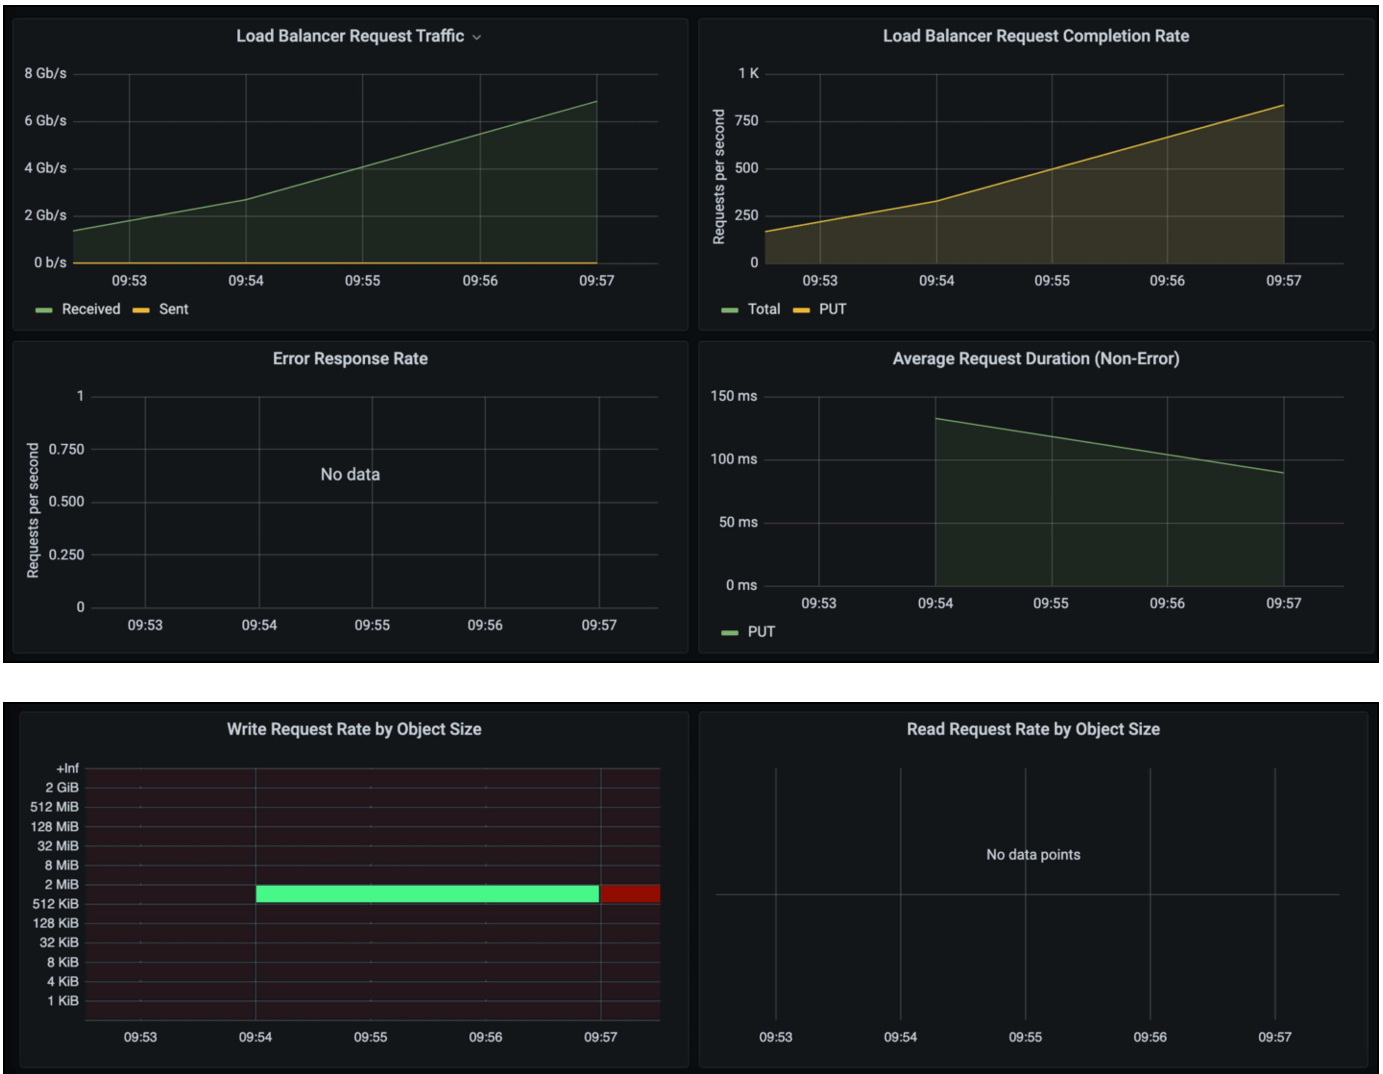 Load Balancer Request Traffic
8 Gb/s
6 Gb/s
4 Gb/s
2 Gb/s
0 b/s
09:53 09:54 09:55 09:56 09:57
Received Sent
Load Balancer Request Completion Rate
Requests per second
1 K
750
500
250
0
09:53 09:54 09:55 09:56 09:57
Total PUT
Error Response Rate
Requests per second
1
0.750
0.500
0.250
0
No data
09:53 09:54 09:55 09:56 09:57
Average Request Duration (Non-Error)
150 ms
100 ms
50 ms
0 ms
09:53 09:54 09:55 09:56 09:57
PUT
Write Request Rate by Object Size
+Inf
2 GiB
512 MiB
128 MiB
32 MiB
8 MiB
2 MiB
512 KiB
128 KiB
32 KiB
8 KiB
4 KiB
1 KiB
09:53 09:54 09:55 09:56 09:57
Read Request Rate by Object Size
No data points
09:53 09:54 09:55 09:56 09:57